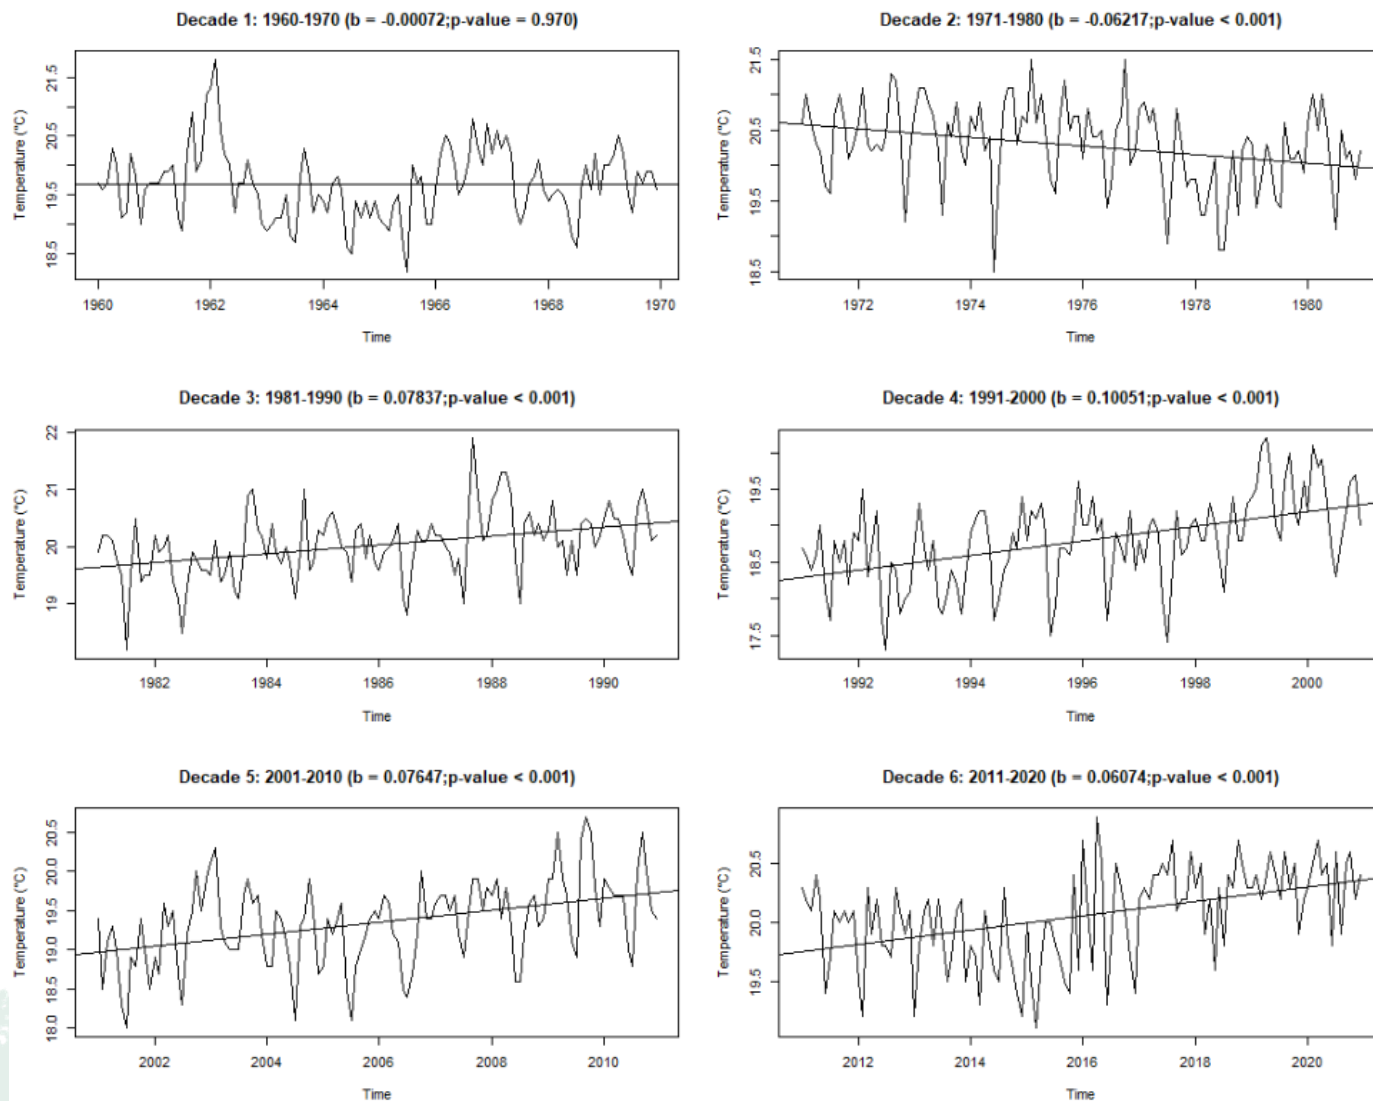 Decade 1: 1960-1970 (b = -0.00072;p-value = 0.970)
Temperature (°C)
21.5
20.5
19.5
18.5
1960 1962 1964 1966 1968 1970
Time
Decade 2: 1971-1980 (b = -0.06217;p-value < 0.001)
Temperature (°C)
21.5
20.5
19.5
18.5
1972 1974 1976 1978 1980
Time
Decade 3: 1981-1990 (b = 0.07837;p-value < 0.001)
Temperature (°C)
22
21
20
19
1982 1984 1986 1988 1990
Time
Decade 4: 1991-2000 (b = 0.10051;p-value < 0.001)
Temperature (°C)
19.5
18.5
17.5
1992 1994 1996 1998 2000
Time
Decade 5: 2001-2010 (b = 0.07647;p-value < 0.001)
Temperature (°C)
20.5
20.0
19.5
19.0
18.5
18.0
2002 2004 2006 2008 2010
Time
Decade 6: 2011-2020 (b = 0.06074;p-value < 0.001)
Temperature (°C)
20.5
20.0
19.5
2012 2014 2016 2018 2020
Time